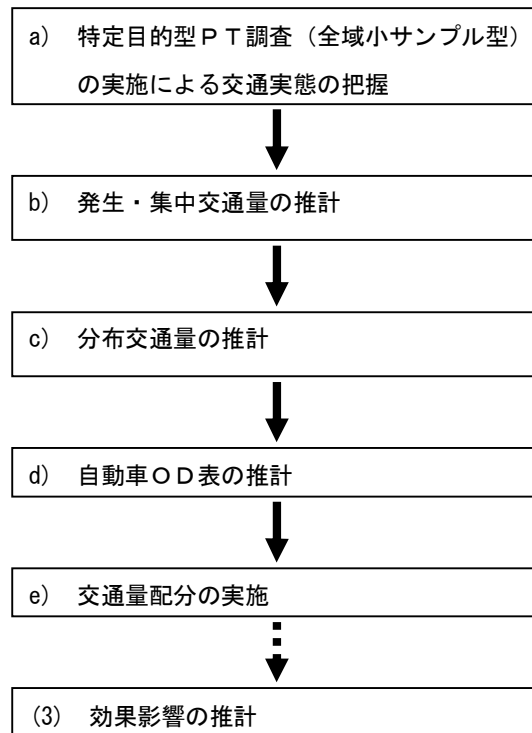 a) 特定目的型ＰＴ調査（全域小サンプル型）
の実施による交通実態の把握
b) 発生・集中交通量の推計
c) 分布交通量の推計
d) 自動車ＯＤ表の推計
e) 交通量配分の実施
(3) 効果影響の推計